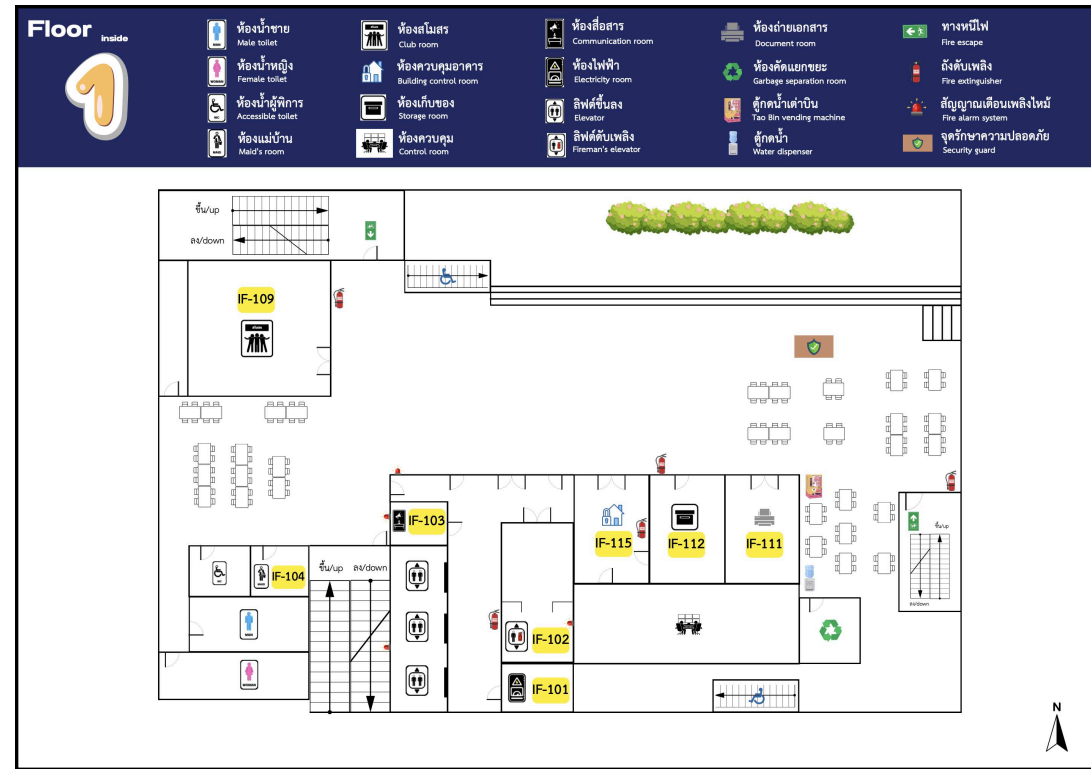 Floor inside
1
ห้องน้ำชาย
Male toilet
ห้องน้ำหญิง
Female toilet
ห้องน้ำผู้พิการ
Accessible toilet
ห้องแม่บ้าน
Maid's room
ห้องสโมสร
Club room
ห้องควบคุมอาคาร
Building control room
ห้องเก็บของ
Storage room
ห้องควบคุม
Control room
ห้องสื่อสาร
Communication room
ห้องไฟฟ้า
Electricity room
ลิฟต์ขึ้นลง
Elevator
ลิฟต์ดับเพลิง
Fireman's elevator
ห้องถ่ายเอกสาร
Document room
ห้องคัดแยกขยะ
Garbage separation room
ตู้กดน้ำเต่าบิน
Tao Bin vending machine
ตู้กดน้ำ
Water dispenser
ทางหนีไฟ
Fire escape
ถังดับเพลิง
Fire extinguisher
สัญญาณเตือนเพลิงไหม้
Fire alarm system
จุดรักษาความปลอดภัย
Security guard
ขึ้น/up
ลง/down
IF-109
IF-103
IF-115
IF-112
IF-111
ขึ้น/up
ลง/down
IF-104
ขึ้น/up ลง/down
IF-102
IF-101
N